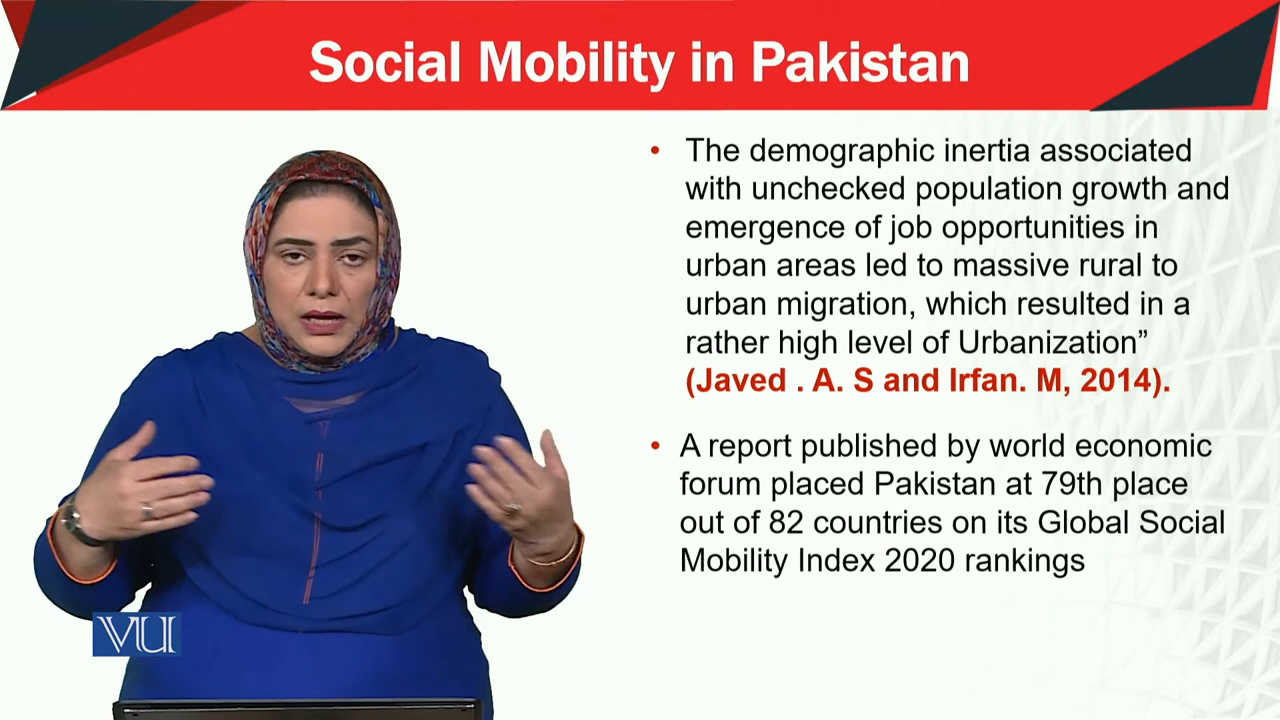 Social Mobility in Pakistan
• The demographic inertia associated
with unchecked population growth and
emergence of job opportunities in
urban areas led to massive rural to
urban migration, which resulted in a
rather high level of Urbanization”
(Javed . A. S and Irfan. M, 2014).
• A report published by world economic
forum placed Pakistan at 79th place
out of 82 countries on its Global Social
Mobility Index 2020 rankings
VU